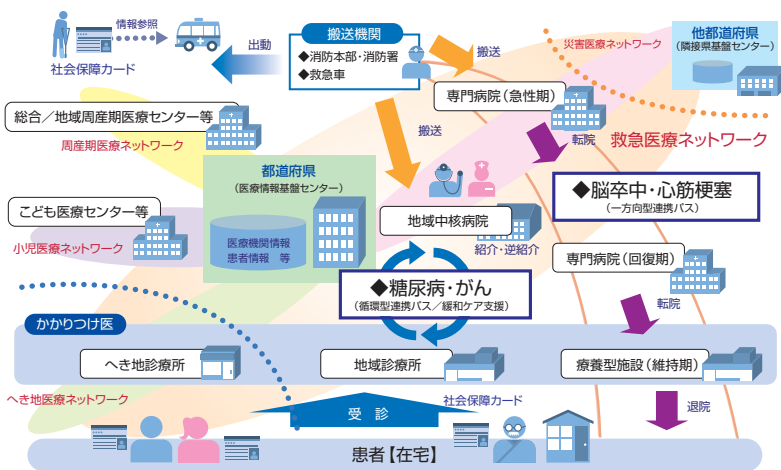 情報参照
社会保障カード
出動
搬送機関
◆消防本部・消防署
◆救急車
搬送
災害医療ネットワーク
他都道府県
（隣接県基盤センター）
専門病院（急性期）
総合／地域周産期医療センター等
周産期医療ネットワーク
搬送
転院
救急医療ネットワーク
都道府県
（医療情報基盤センター）
医療機関情報
患者情報　等
◆脳卒中・心筋梗塞
（一方向型連携パス）
こども医療センター等
小児医療ネットワーク
地域中核病院
紹介・逆紹介
専門病院（回復期）
◆糖尿病・がん
（循環型連携パス／緩和ケア支援）
転院
かかりつけ医
へき地診療所
地域診療所
療養型施設（維持期）
へき地医療ネットワーク
受　診
社会保障カード
退院
患者【在宅】